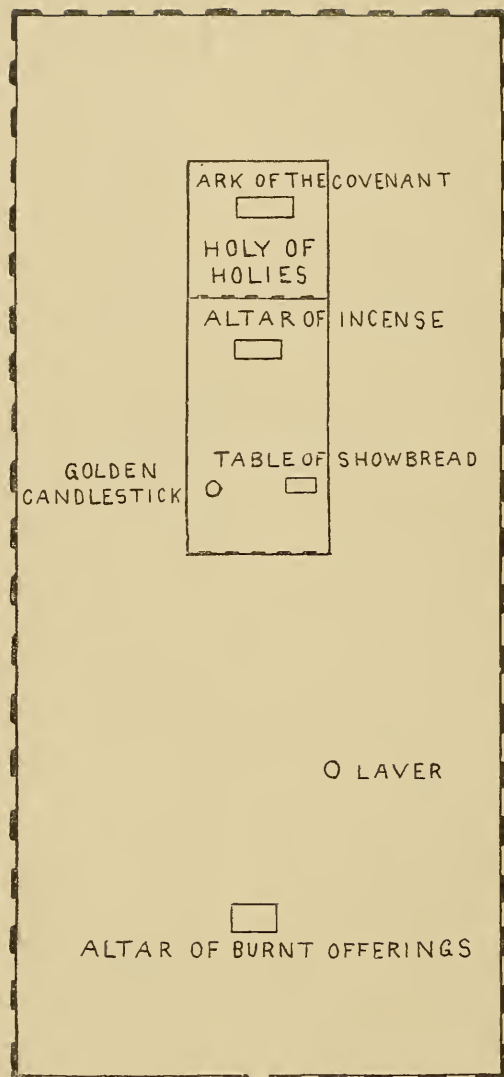 ARK OF THE COVENANT
HOLY OF
HOLIES
ALTAR OF INCENSE
TABLE OF SHOWBREAD
GOLDEN
CANDLESTICK
LAVER
ALTAR OF BURNT OFFERINGS